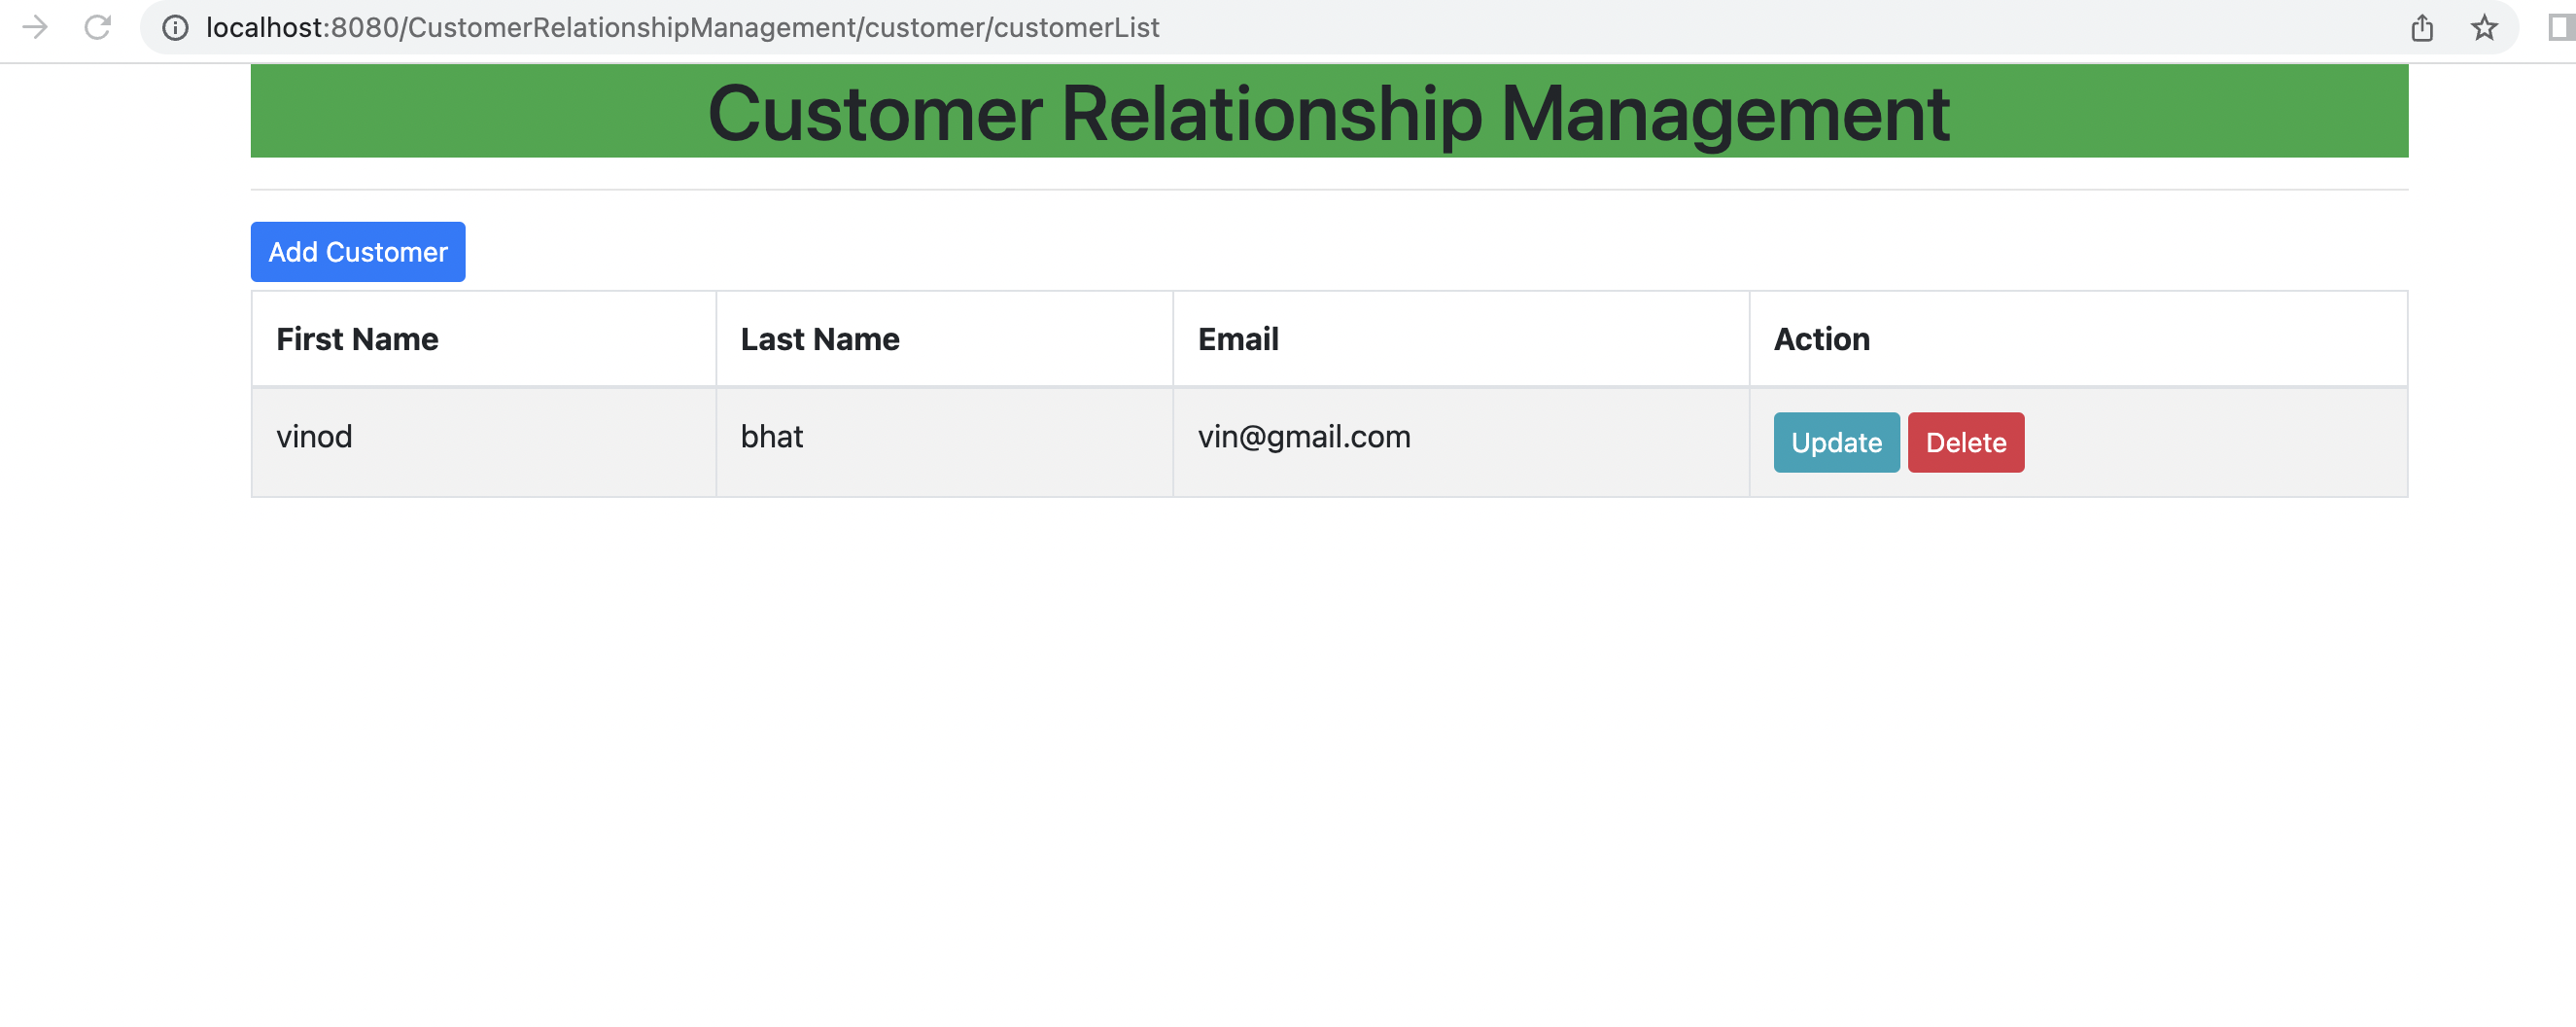 localhost:8080/CustomerRelationshipManagement/customer/customerList
Customer Relationship Management
Add Customer
First Name Last Name Email Action
vinod bhat vin@gmail.com Update Delete